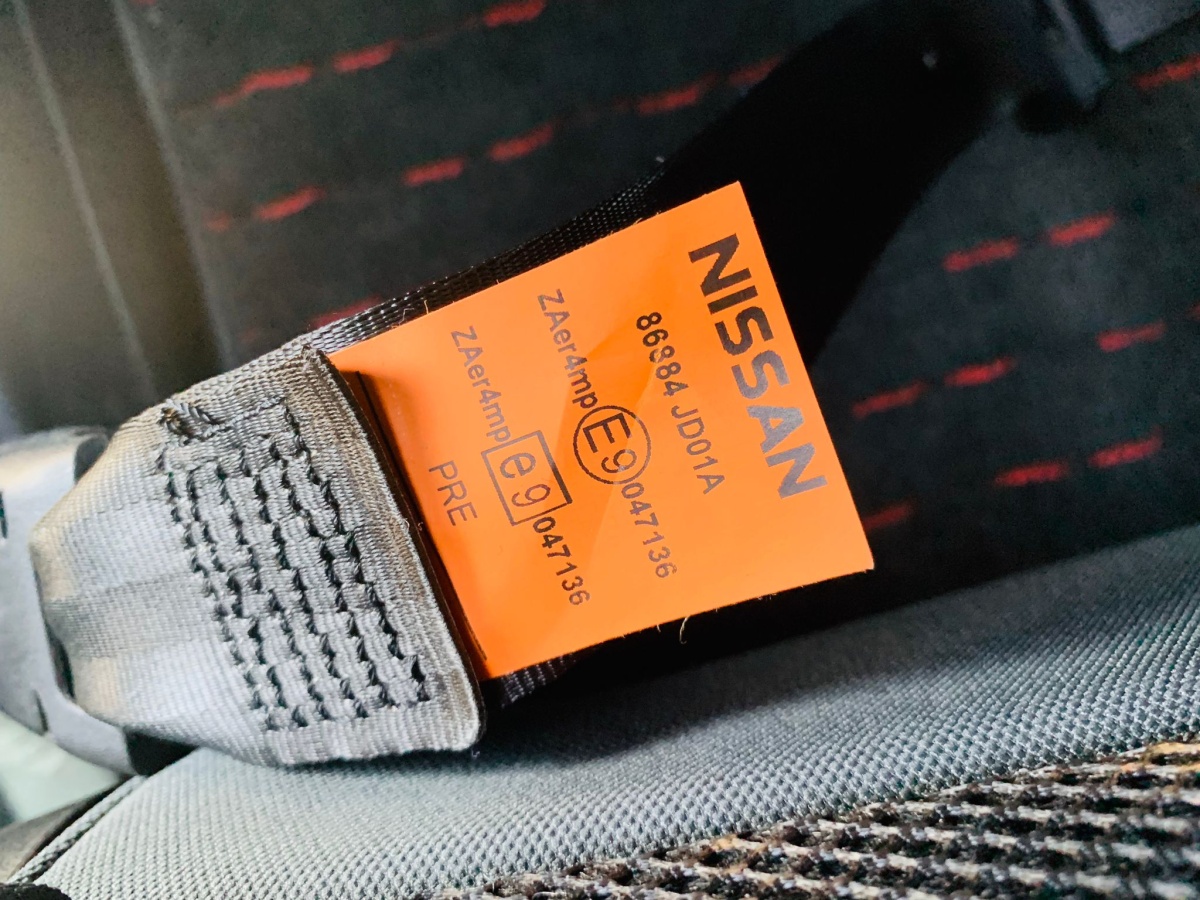 NISSAN
86884 JD01A
ZAer4mp E9 047136
ZAer4mp e9 047136
PRE